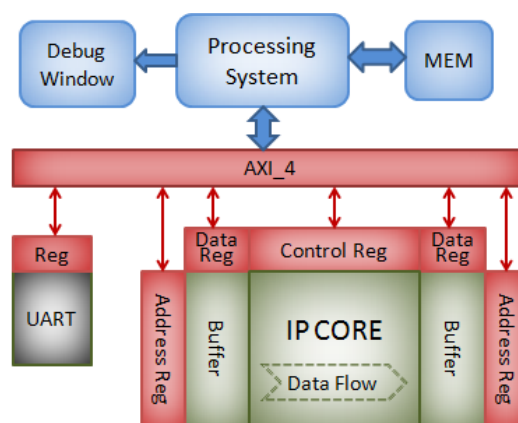 Debug
Window
Processing
System
MEM
AXI_4
Reg
UART
Data
Reg
Control Reg
Data
Reg
Address Reg
Buffer
IP CORE
Data Flow
Buffer
Address Reg